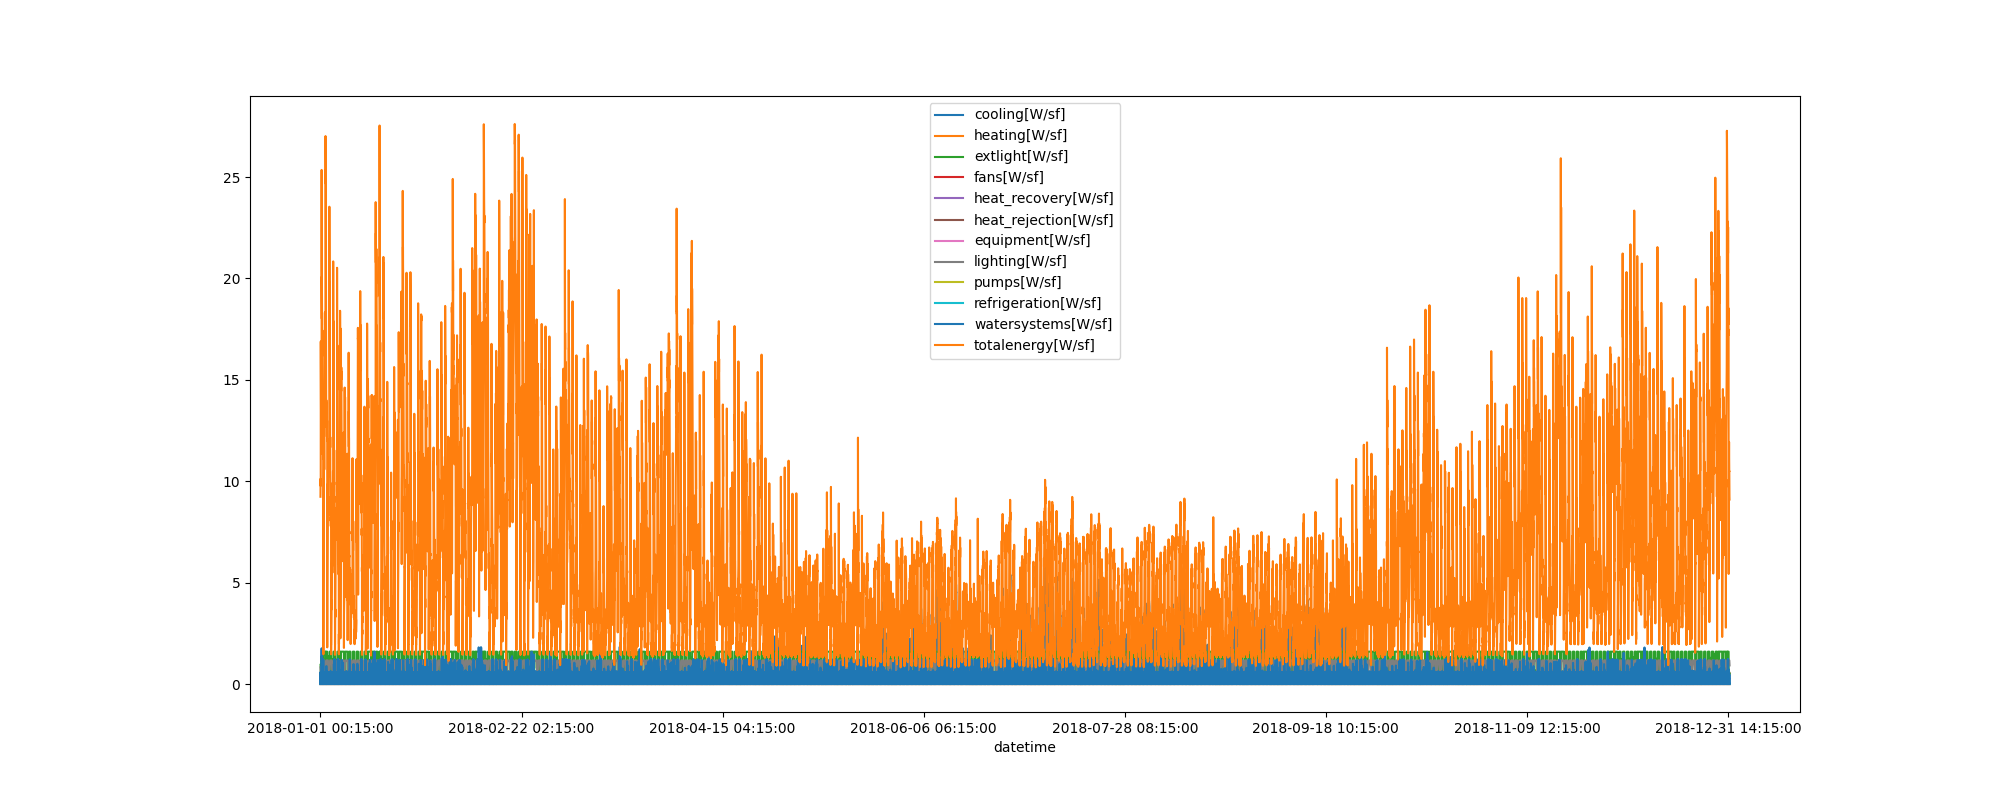 cooling[W/sf]
heating[W/sf]
extlight[W/sf]
fans[W/sf]
heat_recovery[W/sf]
heat_rejection[W/sf]
equipment[W/sf]
lighting[W/sf]
pumps[W/sf]
refrigeration[W/sf]
watersystems[W/sf]
totalenergy[W/sf]
25
20
15
10
5
0
2018-01-01 00:15:00 2018-02-22 02:15:00 2018-04-15 04:15:00 2018-06-06 06:15:00 2018-07-28 08:15:00 2018-09-18 10:15:00 2018-11-09 12:15:00 2018-12-31 14:15:00
datetime